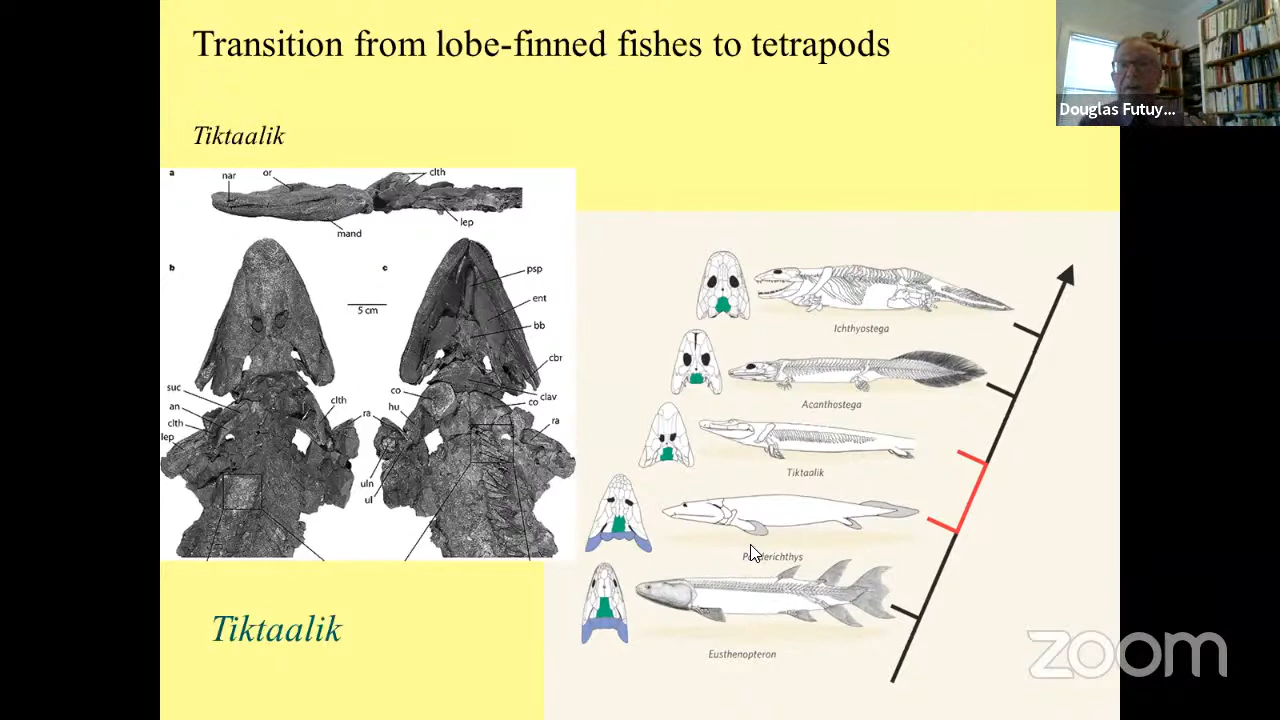 Transition from lobe-finned fishes to tetrapods
Douglas Futuy...
Tiktaalik
a
nar
or
clth
lep
mand
b
c
psp
5 cm
ent
bb
cbr
suc
co
clav
an
clth
hu
co
clth
ra
ra
lep
uln
ul
Ichthyostega
Acanthostega
Tiktaalik
Eusthenopteron
Tiktaalik
zoom